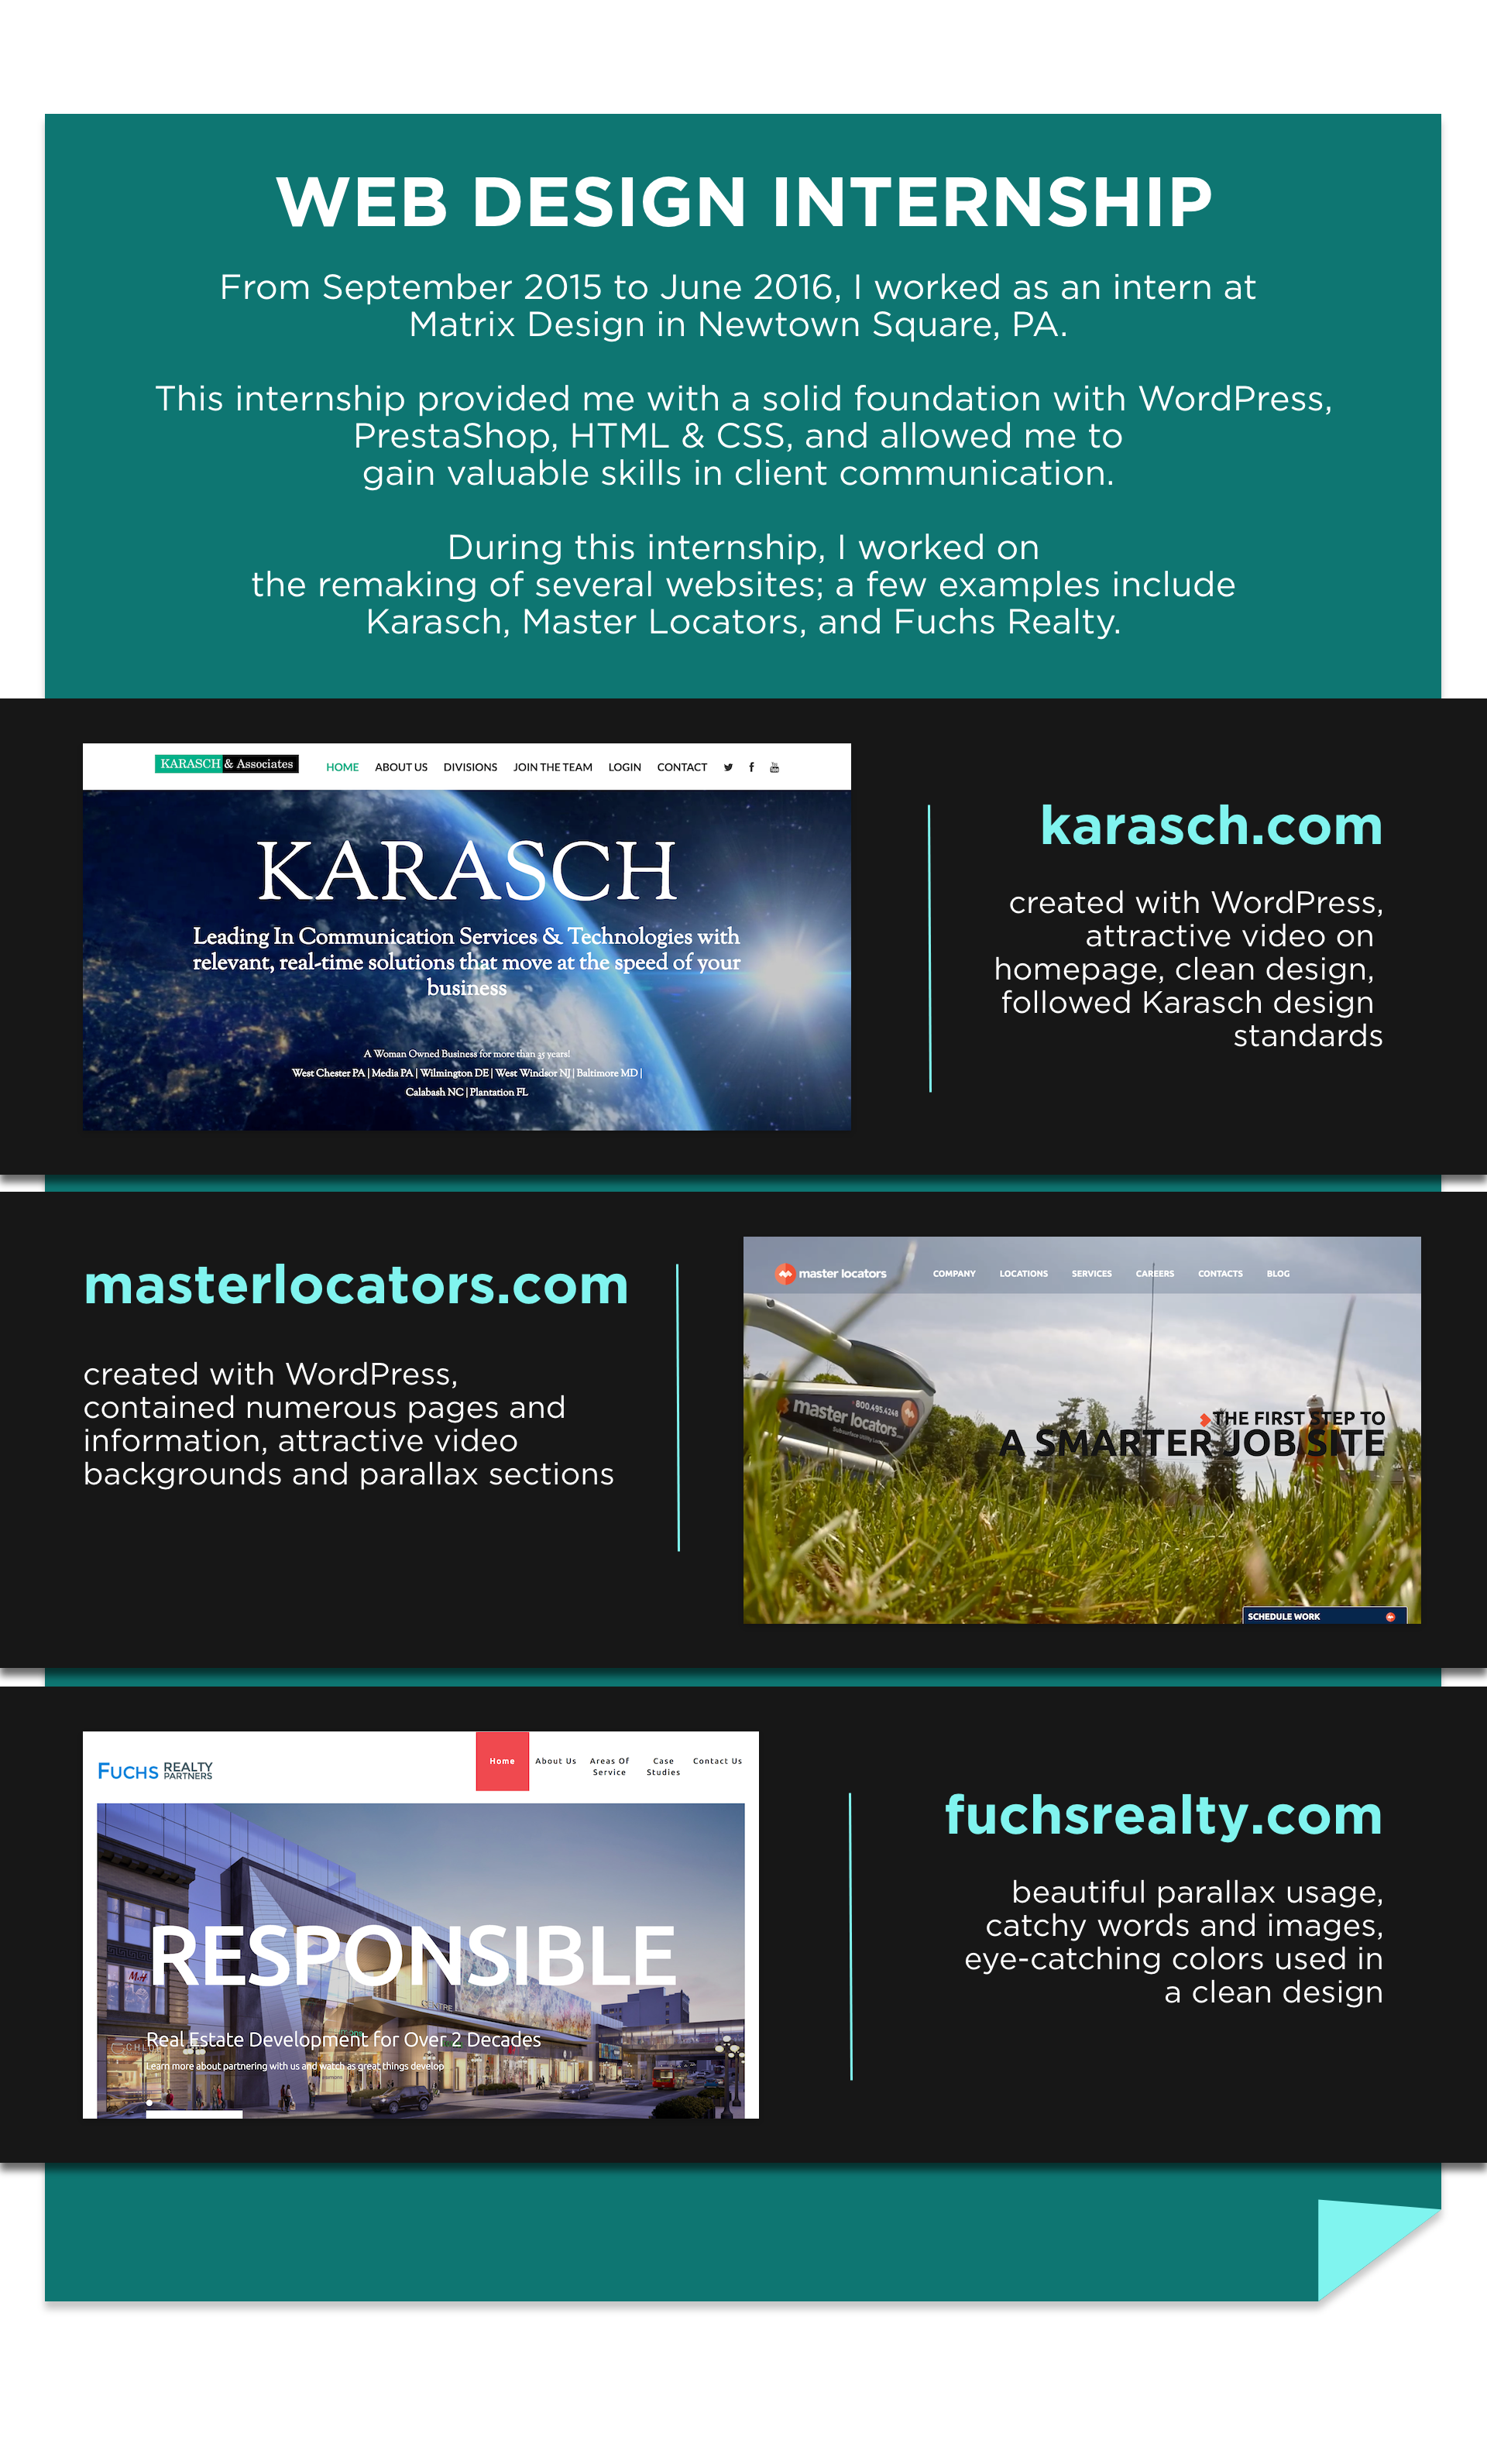 WEB DESIGN INTERNSHIP
From September 2015 to June 2016, I worked as an intern at
Matrix Design in Newtown Square, PA.
This internship provided me with a solid foundation with WordPress,
PrestaShop, HTML & CSS, and allowed me to
gain valuable skills in client communication.
During this internship, I worked on
the remaking of several websites; a few examples include
Karasch, Master Locators, and Fuchs Realty.
KARASCH & Associates
HOME ABOUT US DIVISIONS JOIN THE TEAM LOGIN CONTACT
KARASCH
Leading In Communication Services & Technologies with
relevant, real-time solutions that move at the speed of your
business
A Woman Owned Business for more than 35 years!
West Chester PA | Media PA | Wilmington DE | West Windsor NJ | Baltimore MD |
Calabash NC | Plantation FL
karasch.com
created with WordPress,
attractive video on
homepage, clean design,
followed Karasch design
standards
masterlocators.com
created with WordPress,
contained numerous pages and
information, attractive video
backgrounds and parallax sections
master locators
COMPANY LOCATIONS SERVICES CAREERS CONTACTS BLOG
800.495.4248
master locators
Subsurface Utility Locators
THE FIRST STEP TO
A SMARTER JOB SITE
SCHEDULE WORK
FUCHS REALTY
PARTNERS
Home About Us Areas Of Service Case Studies Contact Us
RESPONSIBLE
M.H
CENTRE
Real Estate Development for Over 2 Decades
Learn more about partnering with us and watch as great things develop
fuchsrealty.com
beautiful parallax usage,
catchy words and images,
eye-catching colors used in
a clean design